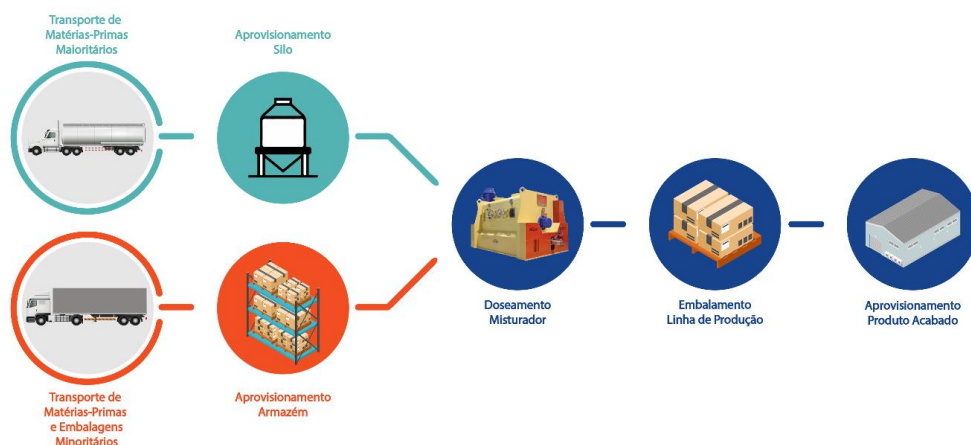 Transporte de
Matérias-Primas
Maioritários
Aprovisionamento
Silo
Doseamento
Misturador
Embalamento
Linha de Produção
Aprovisionamento
Produto Acabado
Transporte de
Matérias-Primas
e Embalagens
Minoritários
Aprovisionamento
Armazém